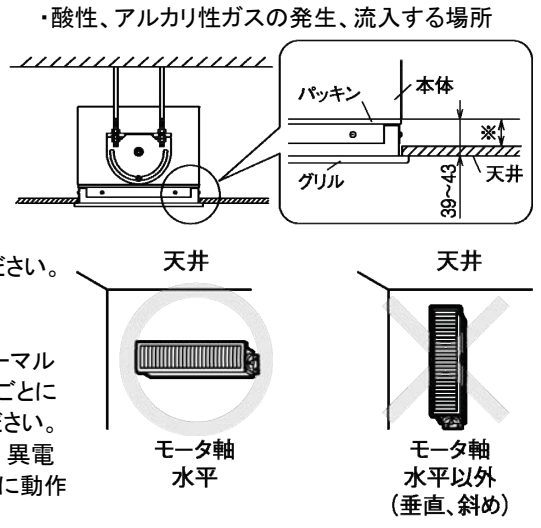 ・酸性、アルカリ性ガスの発生、流入する場所
パッキン
本体
※
グリル
天井
39~43
ださい。
ーマル
ごとに
ださい。
異電
に動作
天井
モータ軸
水平
天井
モータ軸
水平以外
(垂直、斜め)